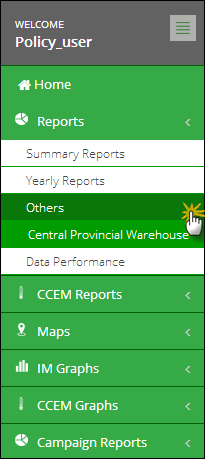 WELCOME
Policy_user
Home
Reports
Summary Reports
Yearly Reports
Others
Central Provincial Warehouse
Data Performance
CCEM Reports
Maps
IM Graphs
CCEM Graphs
Campaign Reports